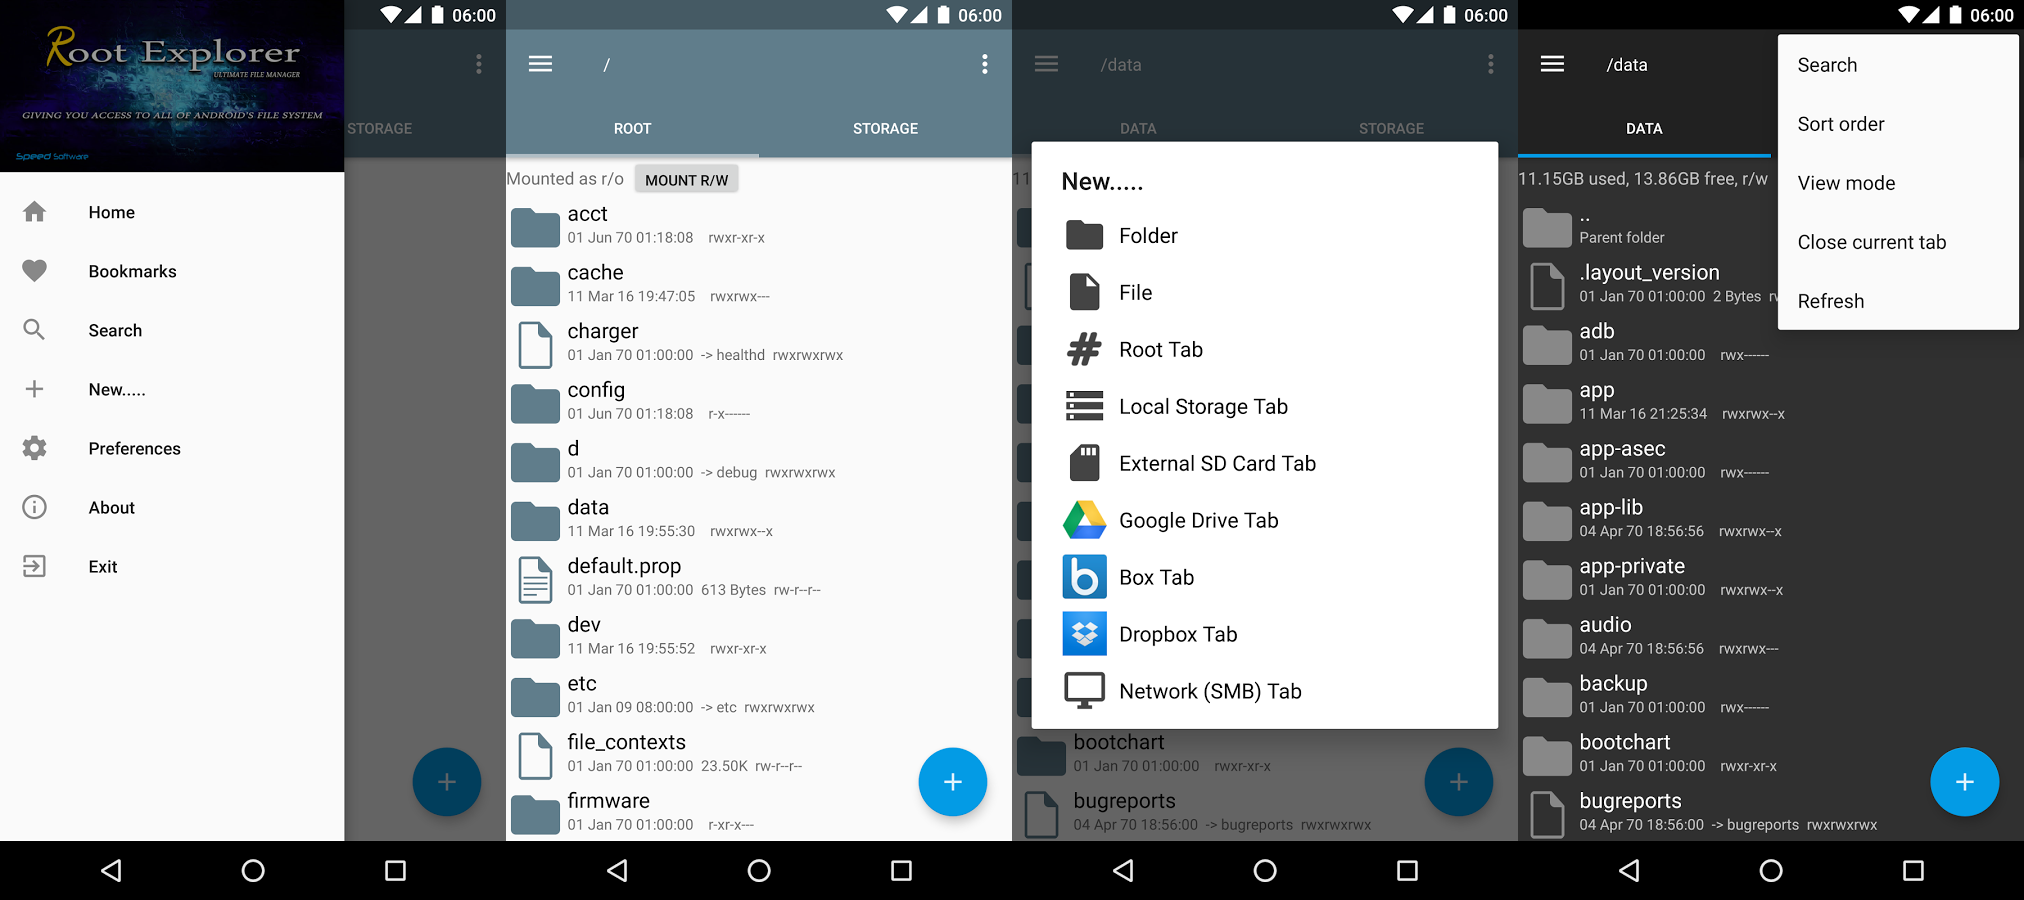 Root Explorer
ULTIMATE FILE MANAGER
GIVING YOU ACCESS TO ALL OF ANDROID'S FILE SYSTEM
Speed Software
Home
Bookmarks
Search
New.....
Preferences
About
Exit
06:00
STORAGE
06:00
/
ROOT STORAGE
Mounted as r/o MOUNT R/W
acct
01 Jun 70 01:18:08 rwxr-xr-x
cache
11 Mar 16 19:47:05 rwxrwx---
charger
01 Jan 70 01:00:00 -> healthd rwxrwxrwx
config
01 Jun 70 01:18:08 r-x------
d
01 Jan 70 01:00:00 -> debug rwxrwxrwx
data
11 Mar 16 19:55:30 rwxrwx--x
default.prop
01 Jan 70 01:00:00 613 Bytes rw-r--r--
dev
11 Mar 16 19:55:52 rwxr-xr-x
etc
01 Jan 09 08:00:00 -> etc rwxrwxrwx
file_contexts
01 Jan 70 01:00:00 23.50K rw-r--r--
firmware
01 Jan 70 01:00:00 r-xr-x---
06:00
/data
DATA STORAGE
11
New.....
Folder
File
Root Tab
Local Storage Tab
External SD Card Tab
Google Drive Tab
Box Tab
Dropbox Tab
Network (SMB) Tab
bootchart
01 Jan 70 01:00:00 rwxr-xr-x
bugreports
04 Apr 70 18:56:00 -> bugreports rwxrwxrwx
06:00
/data
DATA
11.15GB used, 13.86GB free, r/w
..
Parent folder
.layout_version
01 Jan 70 01:00:00 2 Bytes rw
adb
01 Jan 70 01:00:00 rwx------
app
11 Mar 16 21:25:34 rwxrwx--x
app-asec
01 Jan 70 01:00:00 rwx------
app-lib
04 Apr 70 18:56:56 rwxrwx--x
app-private
01 Jan 70 01:00:00 rwxrwx--x
audio
04 Apr 70 18:56:56 rwxrwx---
backup
01 Jan 70 01:00:00 rwx------
bootchart
01 Jan 70 01:00:00 rwxr-xr-x
bugreports
04 Apr 70 18:56:00 -> bugreports rwxrwxrwx
Search
Sort order
View mode
Close current tab
Refresh